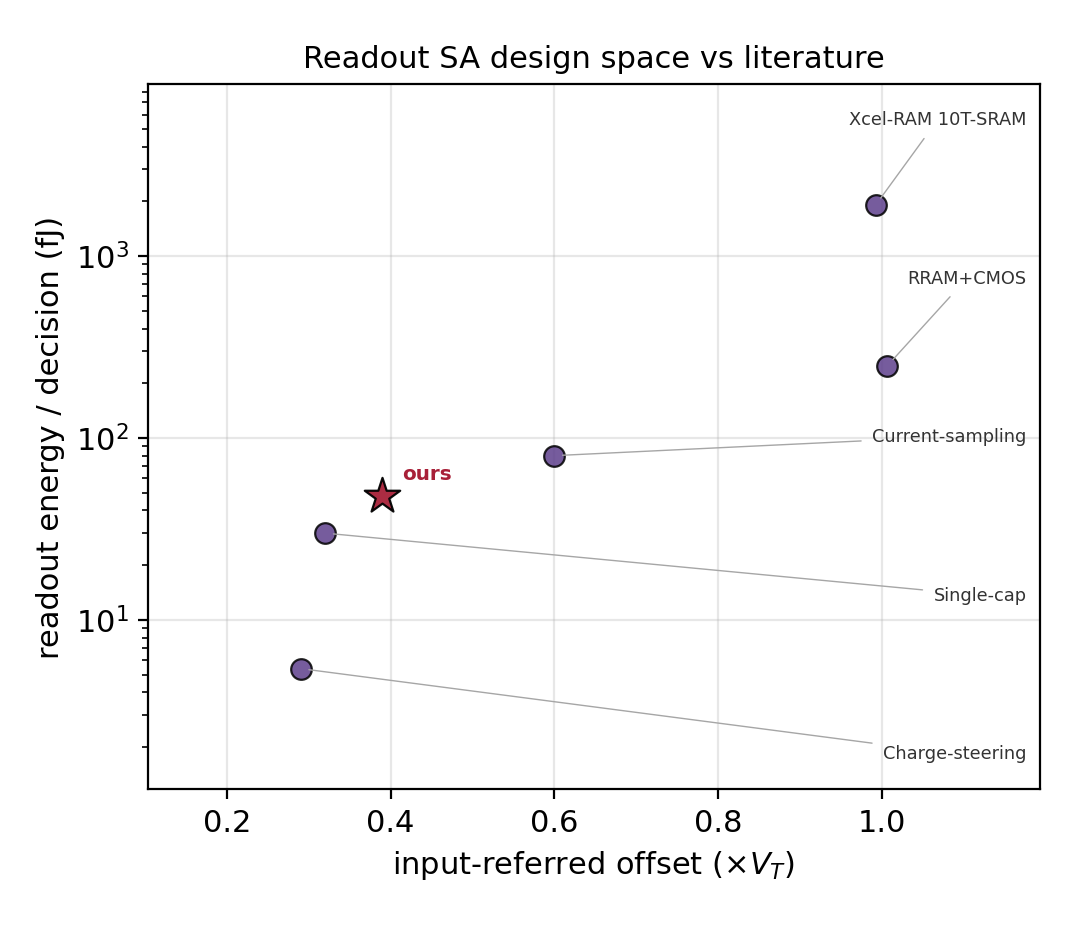 Readout SA design space vs literature
Xcel-RAM 10T-SRAM
RRAM+CMOS
Current-sampling
ours
Single-cap
Charge-steering
readout energy / decision (fJ)
10³
10²
10¹
0.2 0.4 0.6 0.8 1.0
input-referred offset (×V_T)